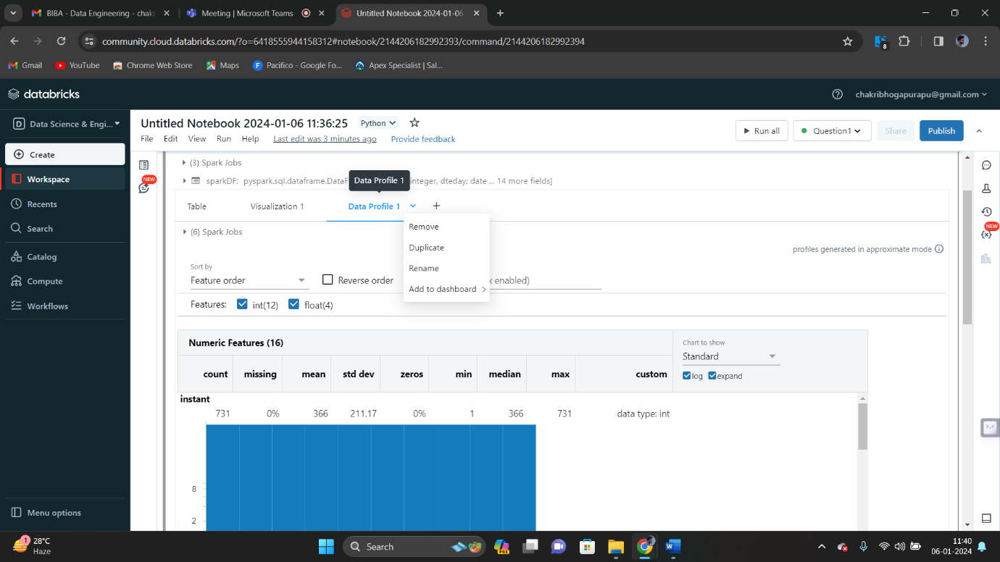 BIBA - Data Engineering - chak
Meeting | Microsoft Teams
Untitled Notebook 2024-01-06
community.cloud.databricks.com/?o=6418555944158312#notebook/2144206182992393/command/2144206182992394
8
Gmail
YouTube
Chrome Web Store
Maps
Pacifico - Google Fo...
Apex Specialist | Sal...
databricks
chakribhogapurapu@gmail.com
D Data Science & Engi...
Create
Workspace
Recents
Search
Catalog
Compute
Workflows
Menu options
Untitled Notebook 2024-01-06 11:36:25
Python
File Edit View Run Help Last edit was 3 minutes ago Provide feedback
Run all
Question1
Share
Publish
NEW
NEW
(3) Spark Jobs
sparkDF: pyspark.sql.dataframe.DataF integer, dteday: date ... 14 more fields]
Data Profile 1
Table
Visualization 1
Data Profile 1
+
(6) Spark Jobs
Remove
Duplicate
Rename
Add to dashboard
profiles generated in approximate mode
Sort by
Feature order
Reverse order
enabled)
Features: int(12) float(4)
Numeric Features (16)
Chart to show
Standard
log expand
count missing mean std dev zeros min median max custom
instant
731 0% 366 211.17 0% 1 366 731 data type: int
8
2
1
28°C
Haze
Search
PRE
11:40
06-01-2024